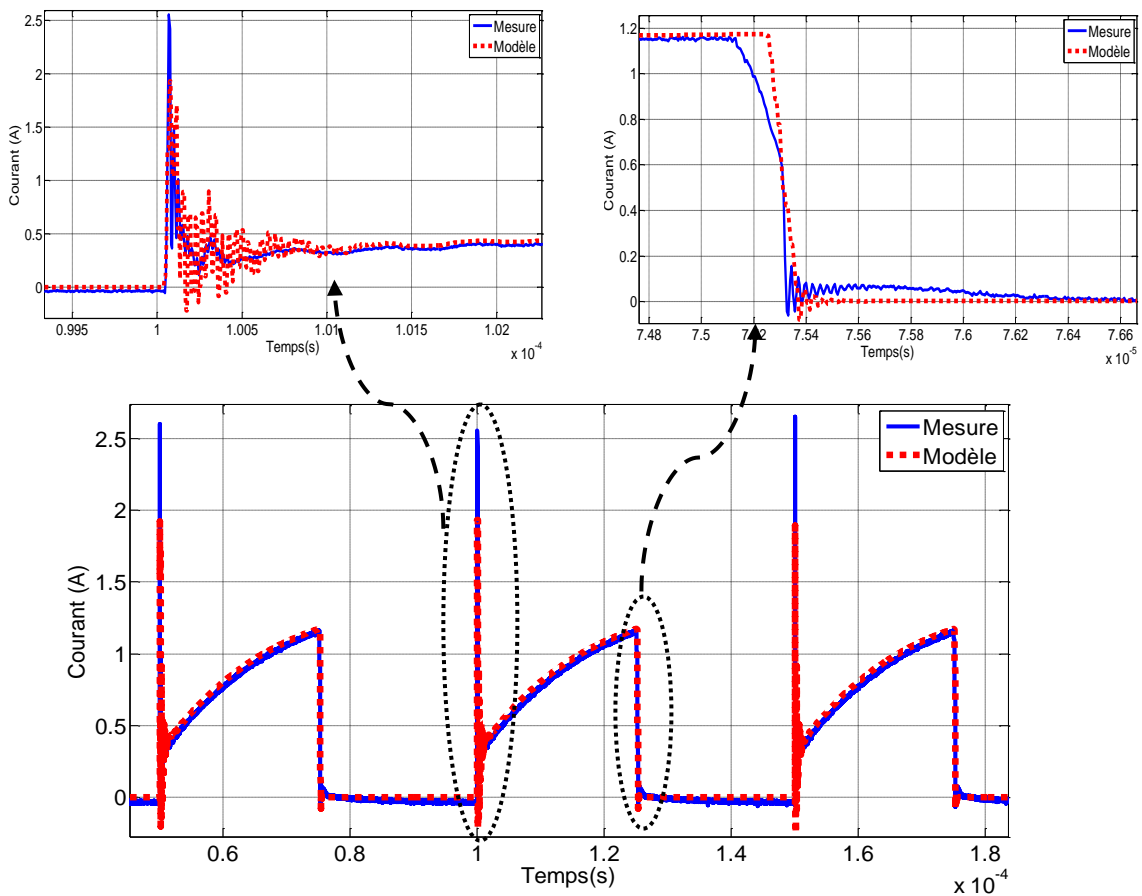 2.5
2
1.5
1
0.5
0
Courant (A)
0.995 1 1.005 1.01 1.015 1.02
Temps(s)
x 10⁻⁴
Mesure
Modèle
1.2
1
0.8
0.6
0.4
0.2
0
Courant (A)
7.48 7.5 7.52 7.54 7.56 7.58 7.6 7.62 7.64 7.66
Temps(s)
x 10⁻⁵
Mesure
Modèle
2.5
2
1.5
1
0.5
0
Courant (A)
0.6 0.8 1 1.2 1.4 1.6 1.8
Temps(s)
x 10⁻⁴
Mesure
Modèle